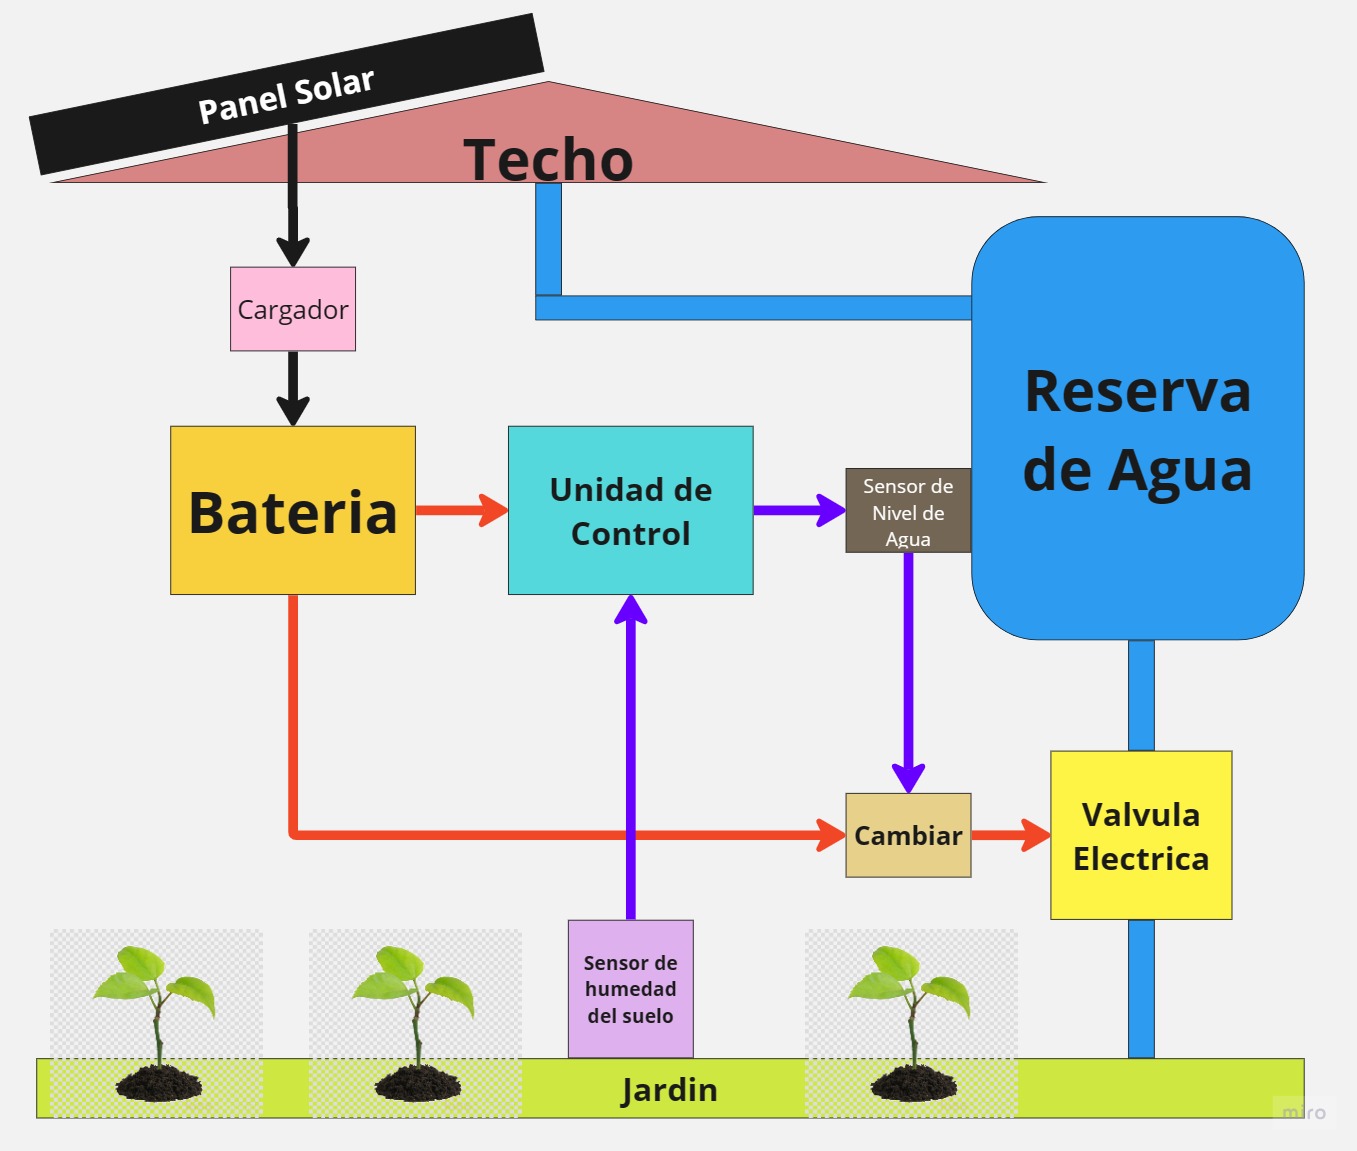 Panel Solar
Techo
Cargador
Reserva
de Agua
Bateria
Unidad de
Control
Sensor de
Nivel de
Agua
Cambiar
Valvula
Electrica
Sensor de
humedad
del suelo
Jardin
miro